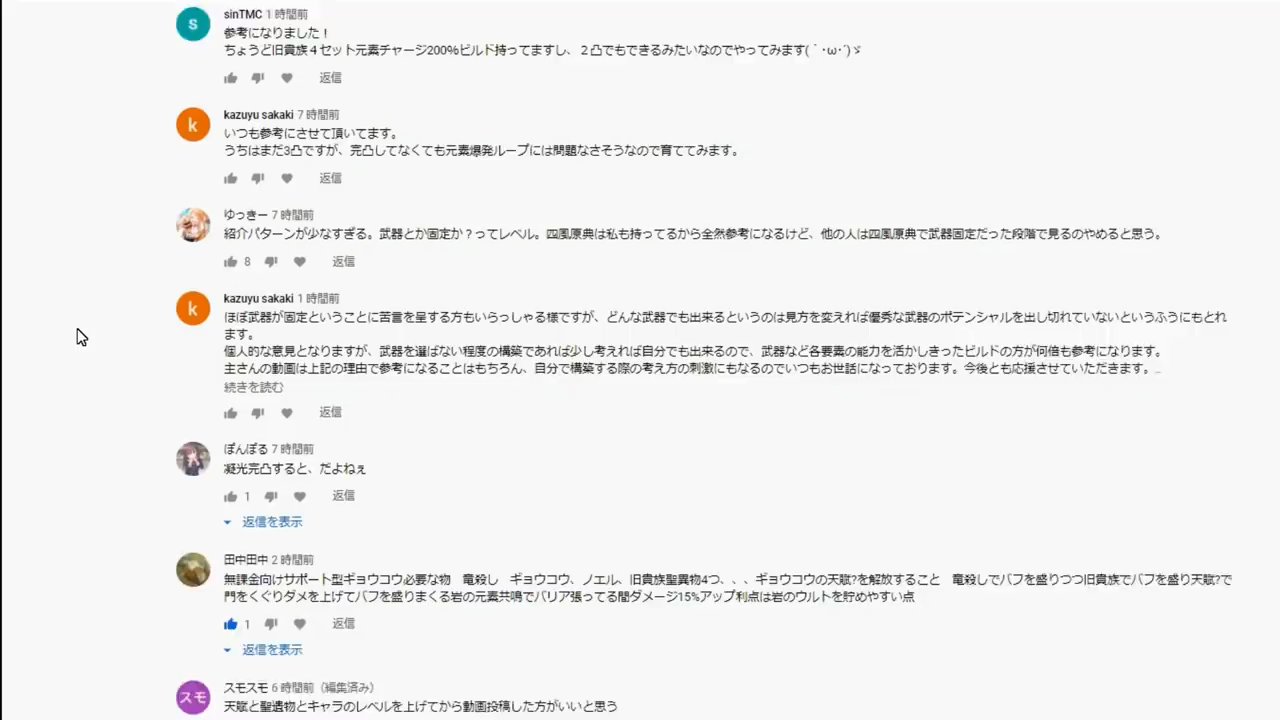 S
sinTMC 1 時間前
参考になりました！
ちょうど旧貴族４セット元素チャージ200%ビルド持ってますし、２凸でもできるみたいなのでやってみます(｀･ω･´)ゞ
返信
k
kazuyu sakaki 7 時間前
いつも参考にさせて頂いてます。
うちはまだ3凸ですが、完凸してなくても元素爆発ループには問題なさそうなので育ててみます。
返信
ゆっきー 7 時間前
紹介パターンが少なすぎる。武器とか固定か？ってレベル。四風原典は私も持ってるから全然参考になるけど、他の人は四風原典で武器固定だった段階で見るのやめると思う。
8 返信
k
kazuyu sakaki 1 時間前
ほぼ武器が固定ということに苦言を呈する方もいらっしゃる様ですが、どんな武器でも出来るというのは見方を変えれば優秀な武器のポテンシャルを出し切れていないというふうにもとれ
ます。
個人的な意見となりますが、武器を選ばない程度の構築であれば少し考えれば自分でも出来るので、武器など各要素の能力を活かしきったビルドの方が何倍も参考になります。
主さんの動画は上記の理由で参考になることはもちろん、自分で構築する際の考え方の刺激にもなるのでいつもお世話になっております。今後とも応援させていただきます。...
続きを読む
返信
ぽんぽる 7 時間前
凝光完凸すると、だよねぇ
1 返信
返信を表示
田中田中 2 時間前
無課金向けサポート型ギョウコウ必要な物　竜殺し　ギョウコウ、ノエル、旧貴族聖異物4つ、、、ギョウコウの天賦?を解放すること　竜殺しでバフを盛りつつ旧貴族でバフを盛り天賦?で
門をくぐりダメを上げてバフを盛りまくる岩の元素共鳴でバリア張ってる間ダメージ15%アップ利点は岩のウルトを貯めやすい点
1 返信
返信を表示
スモ
スモスモ 6 時間前（編集済み）
天賦と聖遺物とキャラのレベルを上げてから動画投稿した方がいいと思う